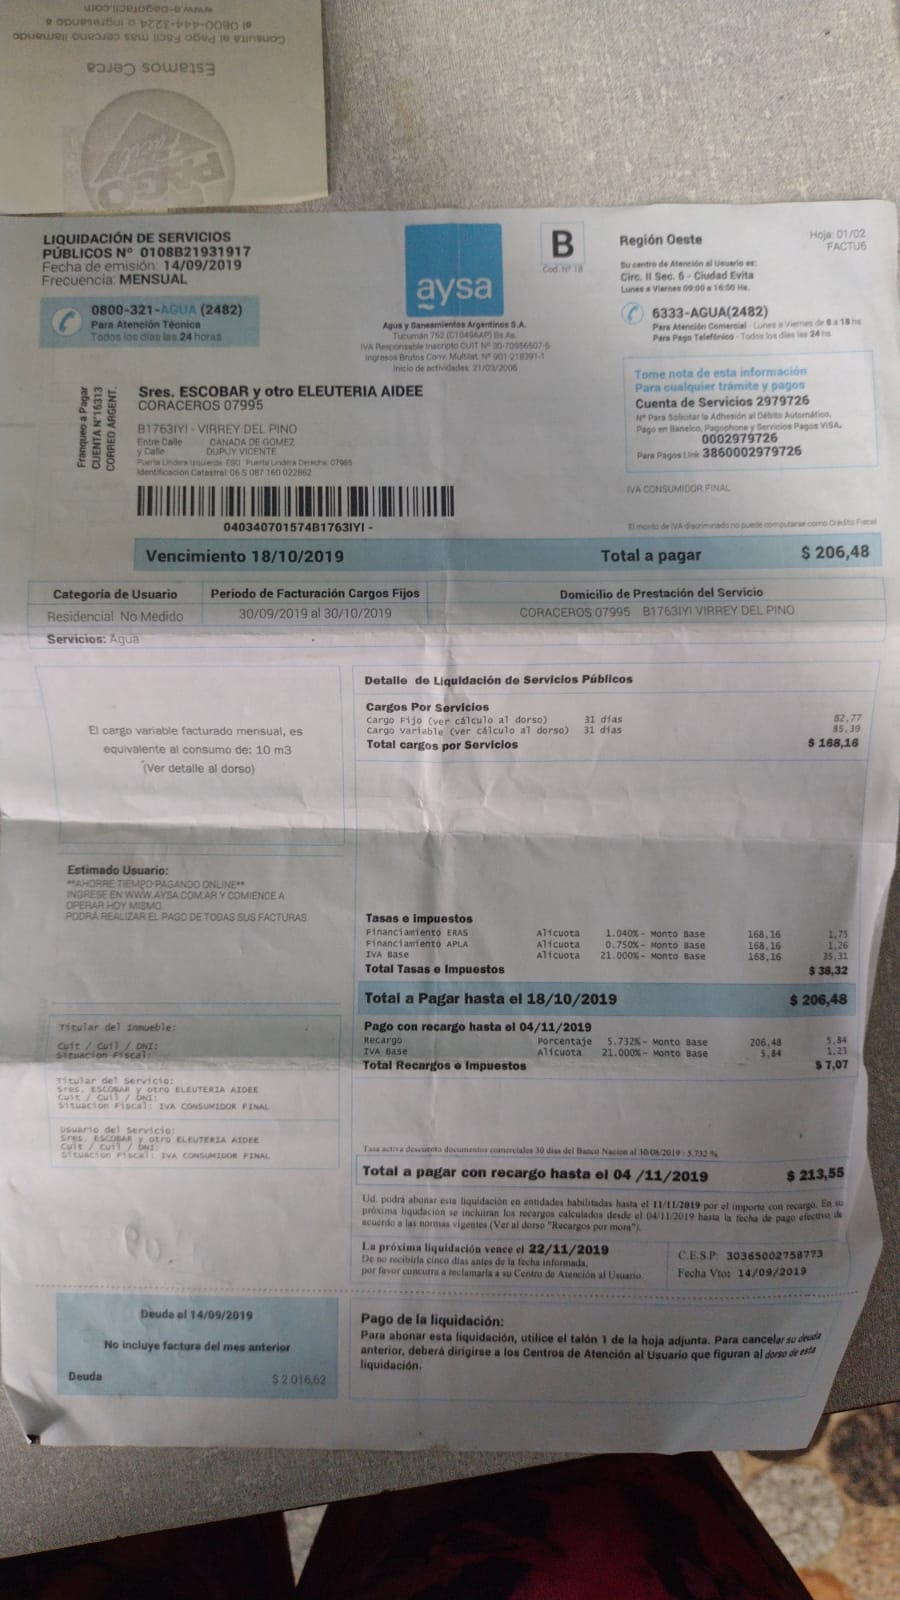 www.e-pagofacil.com
al 0800-444-3224 o ingresando a
Consultá el Pago Fácil más cercano llamando
Estamos Cerca
PAGO
fácil
LIQUIDACIÓN DE SERVICIOS
PÚBLICOS Nº 0108B21931917
Fecha de emisión: 14/09/2019
Frecuencia: MENSUAL
0800-321-AGUA (2482)
Para Atención Técnica
Todos los días las 24 horas
aysa
Agua y Saneamientos Argentinos S.A.
Tucumán 752 (C1049AAP) Bs.As.
IVA Responsable Inscripto CUIT Nº 30-70956507-5
Ingresos Brutos Conv. Multilat. Nº 901-218391-1
Inicio de actividades: 21/03/2006
B
Cod. Nº 18
Región Oeste
Hoja: 01/02
FACTU6
Su centro de Atención al Usuario es:
Circ. II Sec. 6 - Ciudad Evita
Lunes a Viernes 09:00 a 16:00 Hs.
6333-AGUA(2482)
Para Atención Comercial - Lunes a Viernes de 8 a 18 hs
Para Pago Telefónico - Todos los días las 24 hs
Tome nota de esta información
Para cualquier trámite y pagos
Cuenta de Servicios 2979726
Nº Para Solicitar la Adhesión al Débito Automático,
Pago en Banelco, Pagophone y Servicios Pagos VISA.
0002979726
Para Pagos Link 3860002979726
IVA CONSUMIDOR FINAL
El monto de IVA discriminado no puede computarse como Crédito Fiscal
Franqueo a Pagar
CUENTA N°16313
CORREO ARGENT.
Sres. ESCOBAR y otro ELEUTERIA AIDEE
CORACEROS 07995
B1763IYI - VIRREY DEL PINO
Entre Calle CANADA DE GOMEZ
y Calle DUPUY VICENTE
Puerta Lindera Izquierda: ESQ Puerta Lindera Derecha: 07985
Identificación Catastral: 06 S 087 160 022862
040340701574B1763IYI -
Vencimiento 18/10/2019 Total a pagar $ 206,48
Categoría de Usuario Periodo de Facturación Cargos Fijos Domicilio de Prestación del Servicio
Residencial No Medido 30/09/2019 al 30/10/2019 CORACEROS 07995 B1763IYI VIRREY DEL PINO
Servicios: Agua
El cargo variable facturado mensual, es
equivalente al consumo de: 10 m3
(Ver detalle al dorso)
Detalle de Liquidación de Servicios Públicos
Cargos Por Servicios
Cargo Fijo (ver cálculo al dorso) 31 días 82,77
Cargo Variable (ver cálculo al dorso) 31 días 85,39
Total cargos por Servicios $ 168,16
Estimado Usuario:
**AHORRE TIEMPO PAGANDO ONLINE**
INGRESE EN WWW.AYSA.COM.AR Y COMIENCE A
OPERAR HOY MISMO.
PODRÁ REALIZAR EL PAGO DE TODAS SUS FACTURAS.
Tasas e impuestos
Financiamiento ERAS Alícuota 1.040% - Monto Base 168,16 1,75
Financiamiento APLA Alícuota 0.750% - Monto Base 168,16 1,26
IVA Base Alícuota 21.000% - Monto Base 168,16 35,31
Total Tasas e Impuestos $ 38,32
Total a Pagar hasta el 18/10/2019 $ 206,48
Pago con recargo hasta el 04/11/2019
Recargo Porcentaje 5.732% - Monto Base 206,48 5,84
IVA Base Alícuota 21.000% - Monto Base 5,84 1,23
Total Recargos e Impuestos $ 7,07
Titular del Inmueble:
Cuit / Cuil / DNI:
Situación Fiscal:
Titular del Servicio:
Sres. ESCOBAR y otro ELEUTERIA AIDEE
Cuit / Cuil / DNI:
Situación Fiscal: IVA CONSUMIDOR FINAL
Usuario del Servicio:
Sres. ESCOBAR y otro ELEUTERIA AIDEE
Cuit / Cuil / DNI:
Situación Fiscal: IVA CONSUMIDOR FINAL
Tasa activa descuento documentos comerciales 30 días del Banco Nación al 30/08/2019 : 5.732 %
Total a pagar con recargo hasta el 04 /11/2019 $ 213,55
Ud. podrá abonar esta liquidación en entidades habilitadas hasta el 11/11/2019 por el importe con recargo. En su
próxima liqudación se incluiran los recargos calculados desde el 04/11/2019 hasta la fecha de pago efectivo de
acuerdo a las normas vigentes (Ver al dorso "Recargos por mora").
La próxima liquidación vence el 22/11/2019
De no recibirla cinco días antes de la fecha informada,
por favor concurra a reclamarla a su Centro de Atención al Usuario.
C.E.S.P: 30365002758773
Fecha Vto: 14/09/2019
Deuda al 14/09/2019
No incluye factura del mes anterior
Deuda $ 2.016,62
Pago de la liquidación:
Para abonar esta liquidación, utilice el talón 1 de la hoja adjunta. Para cancelar su deuda
anterior, deberá dirigirse a los Centros de Atención al Usuario que figuran al dorso de esta
liquidación.